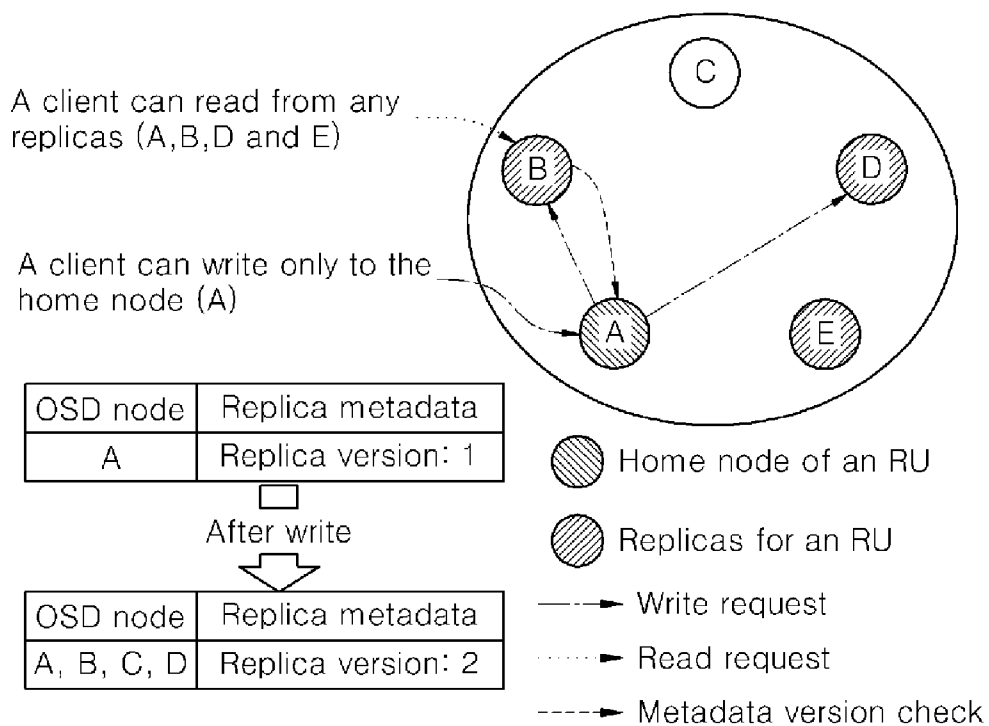 C
A client can read from any
replicas (A,B,D and E)
B
D
A client can write only to the
home node (A)
A
E
OSD node Replica metadata
A Replica version: 1
After write
OSD node Replica metadata
A, B, C, D Replica version: 2
Home node of an RU
Replicas for an RU
Write request
Read request
Metadata version check